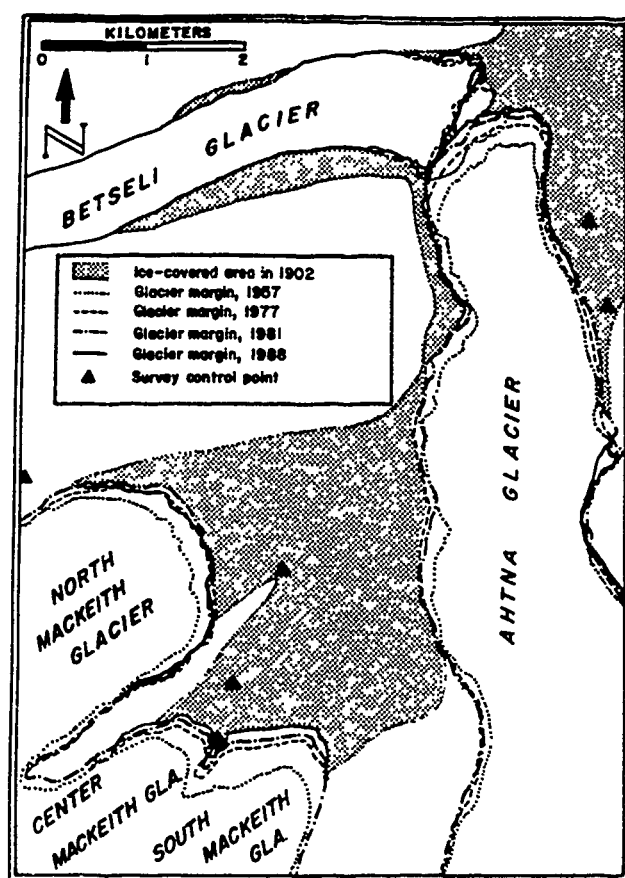 KILOMETERS
0 1 2
N
BETSELI GLACIER
Ice-covered area in 1902
Glacier margin, 1957
Glacier margin, 1977
Glacier margin, 1981
Glacier margin, 1988
Survey control point
AHTNA GLACIER
NORTH
MACKEITH
GLACIER
CENTER
MACKEITH GLA.
SOUTH
MACKEITH
GLA.